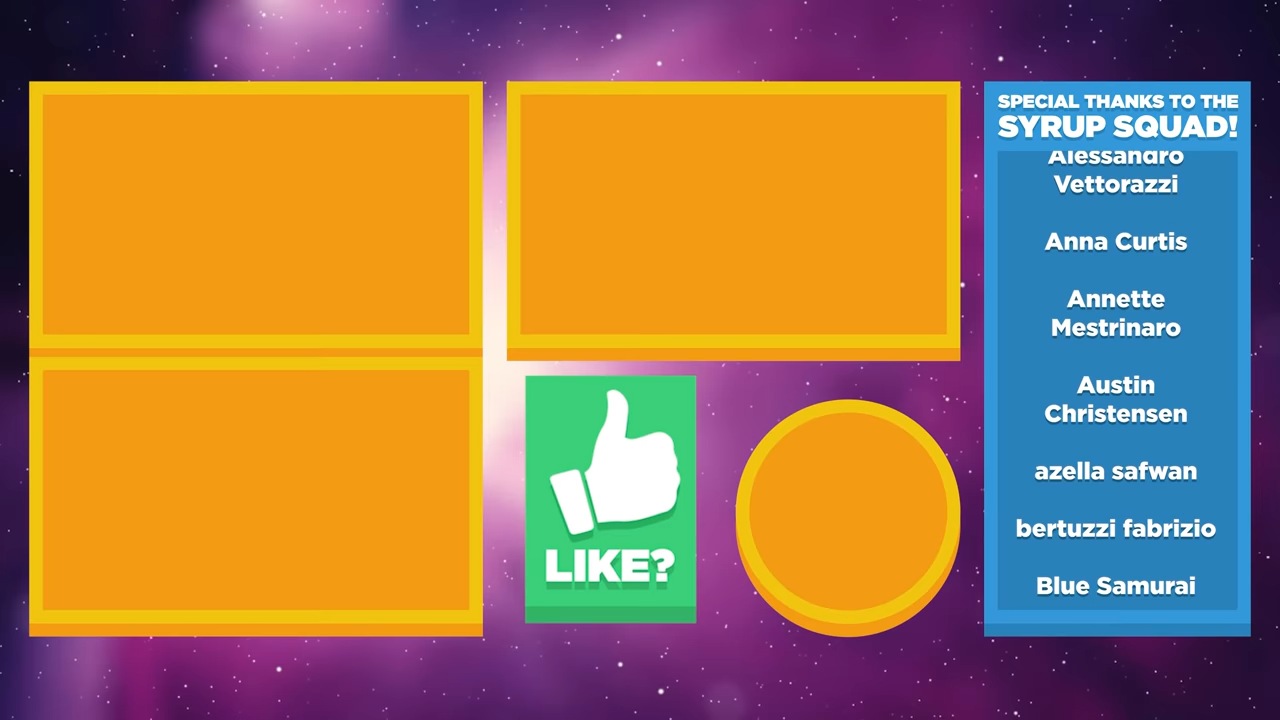 SPECIAL THANKS TO THE
SYRUP SQUAD!
Alessandro
Vettorazzi
Anna Curtis
Annette
Mestrinaro
Austin
Christensen
azella safwan
bertuzzi fabrizio
Blue Samurai
LIKE?